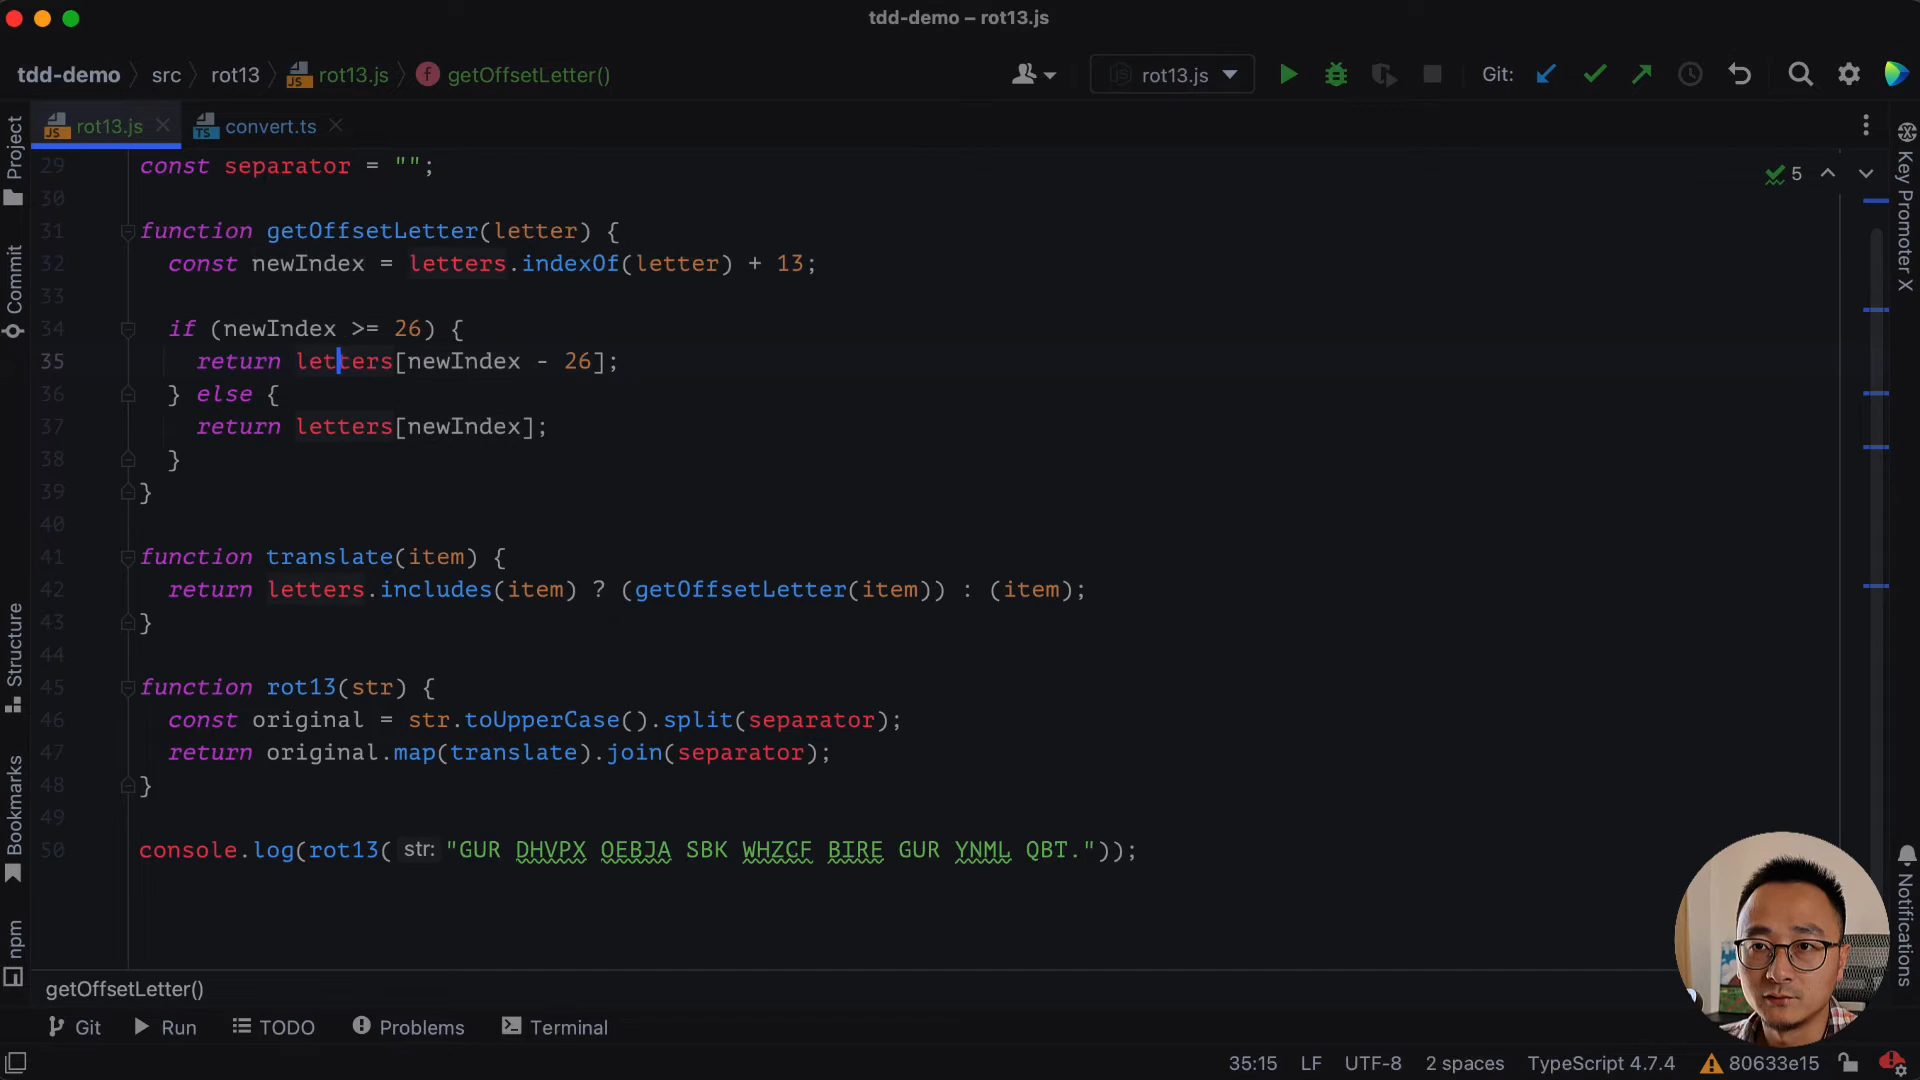 tdd-demo – rot13.js
tdd-demo src rot13 rot13.js getOffsetLetter() rot13.js Git:
rot13.js convert.ts
Project
Commit
Structure
Bookmarks
npm
5
29 const separator = "";
30
31 function getOffsetLetter(letter) {
32 const newIndex = letters.indexOf(letter) + 13;
33
34 if (newIndex >= 26) {
35 return letters[newIndex - 26];
36 } else {
37 return letters[newIndex];
38 }
39 }
40
41 function translate(item) {
42 return letters.includes(item) ? (getOffsetLetter(item)) : (item);
43 }
44
45 function rot13(str) {
46 const original = str.toUpperCase().split(separator);
47 return original.map(translate).join(separator);
48 }
49
50 console.log(rot13( str: "GUR DHVPX OEBJA SBK WHZCF BIRE GUR YNML QBT."));
Key Promoter X
Notifications
getOffsetLetter()
Git Run TODO Problems Terminal
35:15 LF UTF-8 2 spaces TypeScript 4.7.4 80633e15